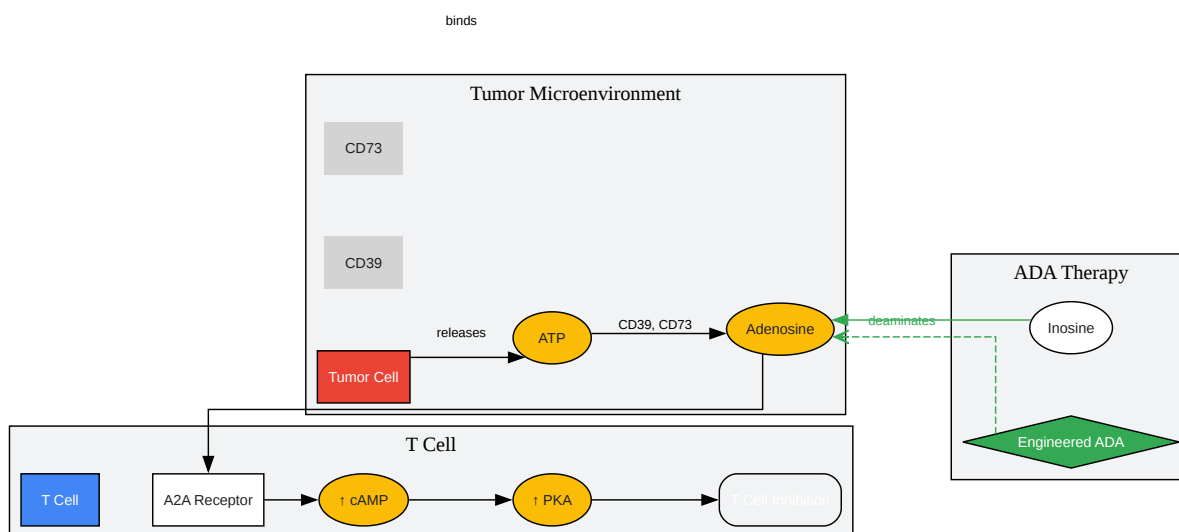 binds
Tumor Microenvironment
CD73
CD39
ADA Therapy
releases
ATP
CD39, CD73
Adenosine
deaminates
Inosine
Tumor Cell
T Cell
Engineered ADA
T Cell
A2A Receptor
↑ cAMP
↑ PKA
T Cell Inhibition